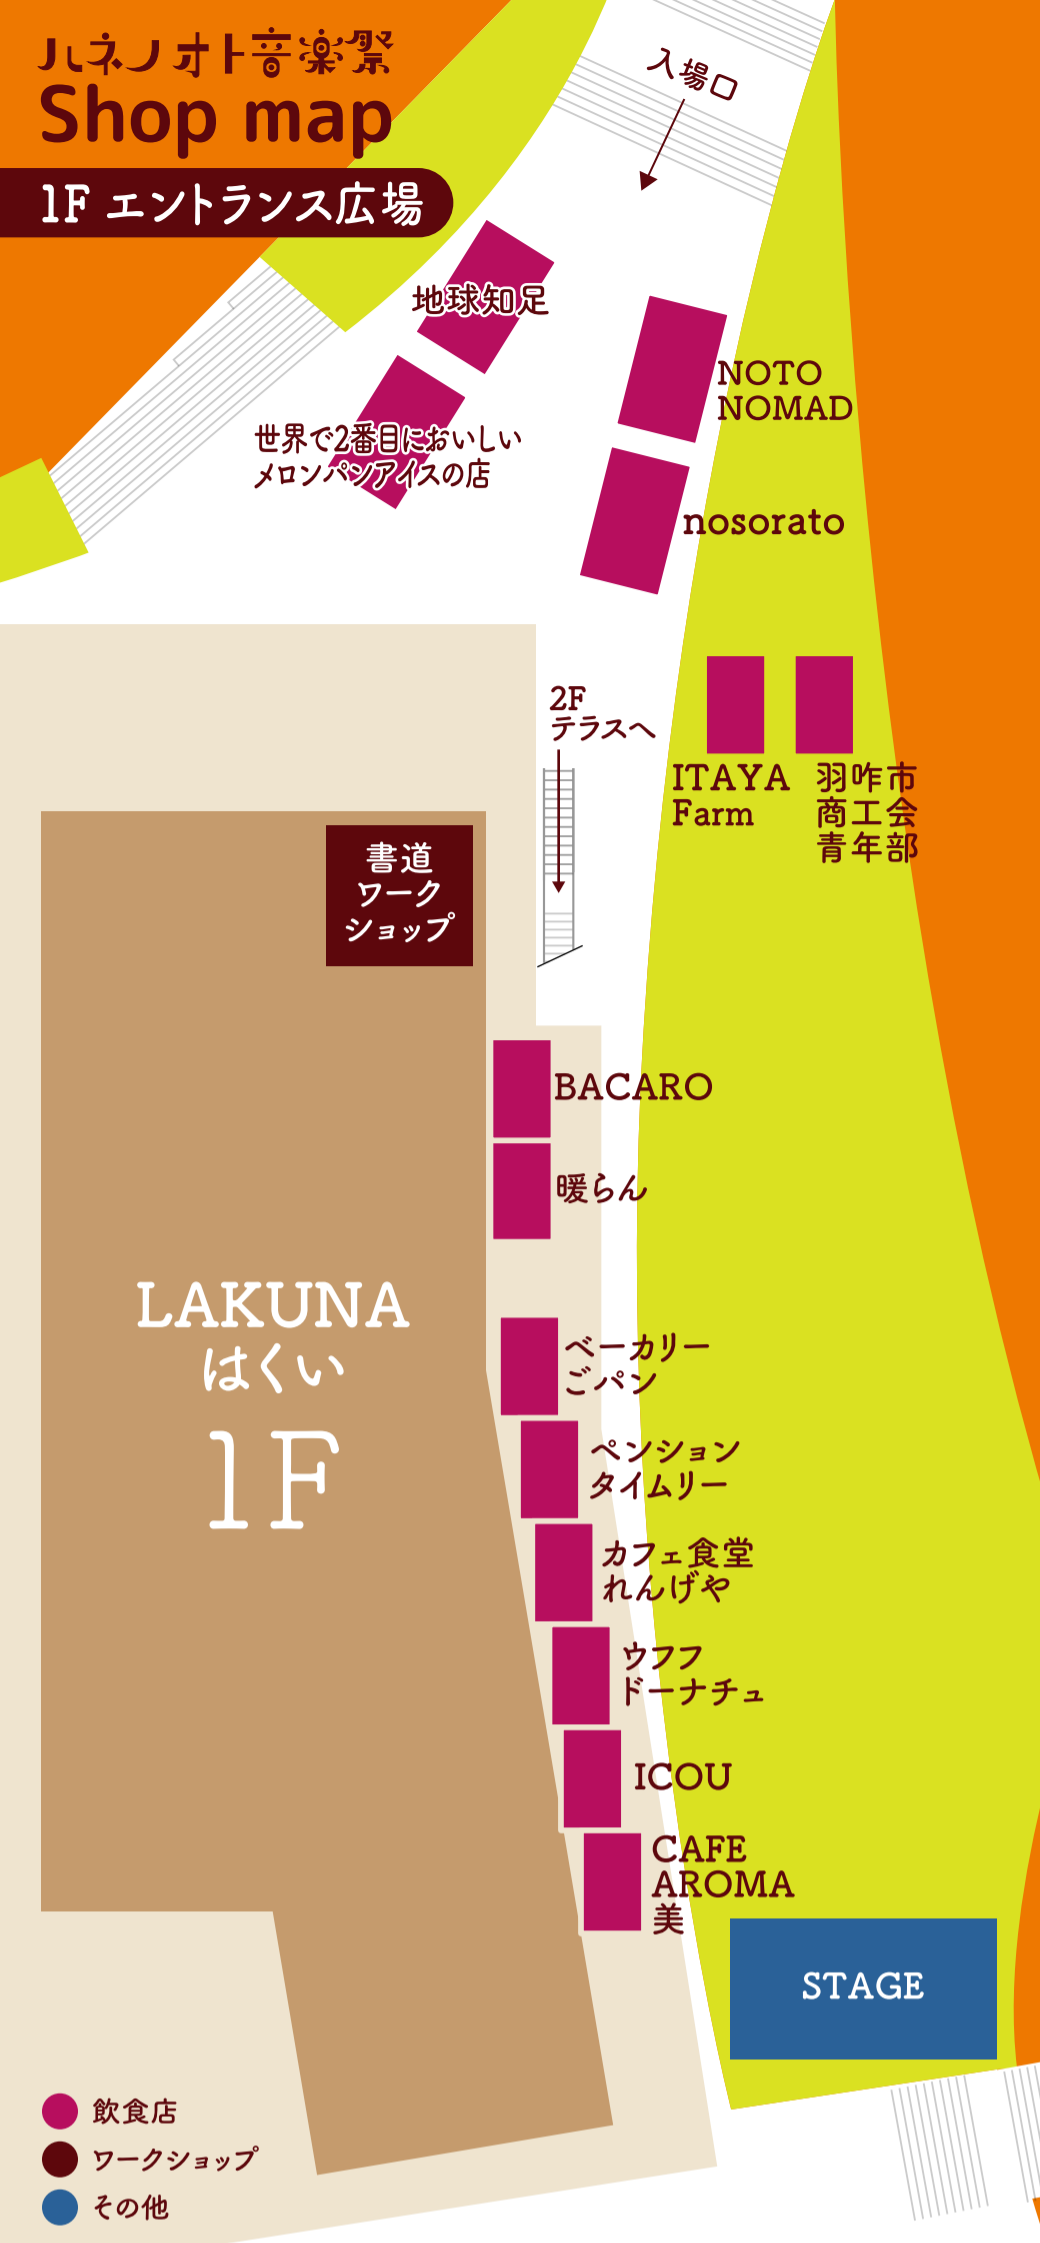 ハネノオト音楽祭
Shop map
1F エントランス広場
入場口
地球知足
世界で2番目においしい
メロンパンアイスの店
NOTO
NOMAD
nosorato
2F
テラスへ
ITAYA
Farm
羽咋市
商工会
青年部
書道
ワーク
ショップ
BACARO
暖らん
LAKUNA
はくい
1F
ベーカリー
ごパン
ペンション
タイムリー
カフェ食堂
れんげや
ウフフ
ドーナチュ
ICOU
CAFE
AROMA
美
STAGE
飲食店
ワークショップ
その他